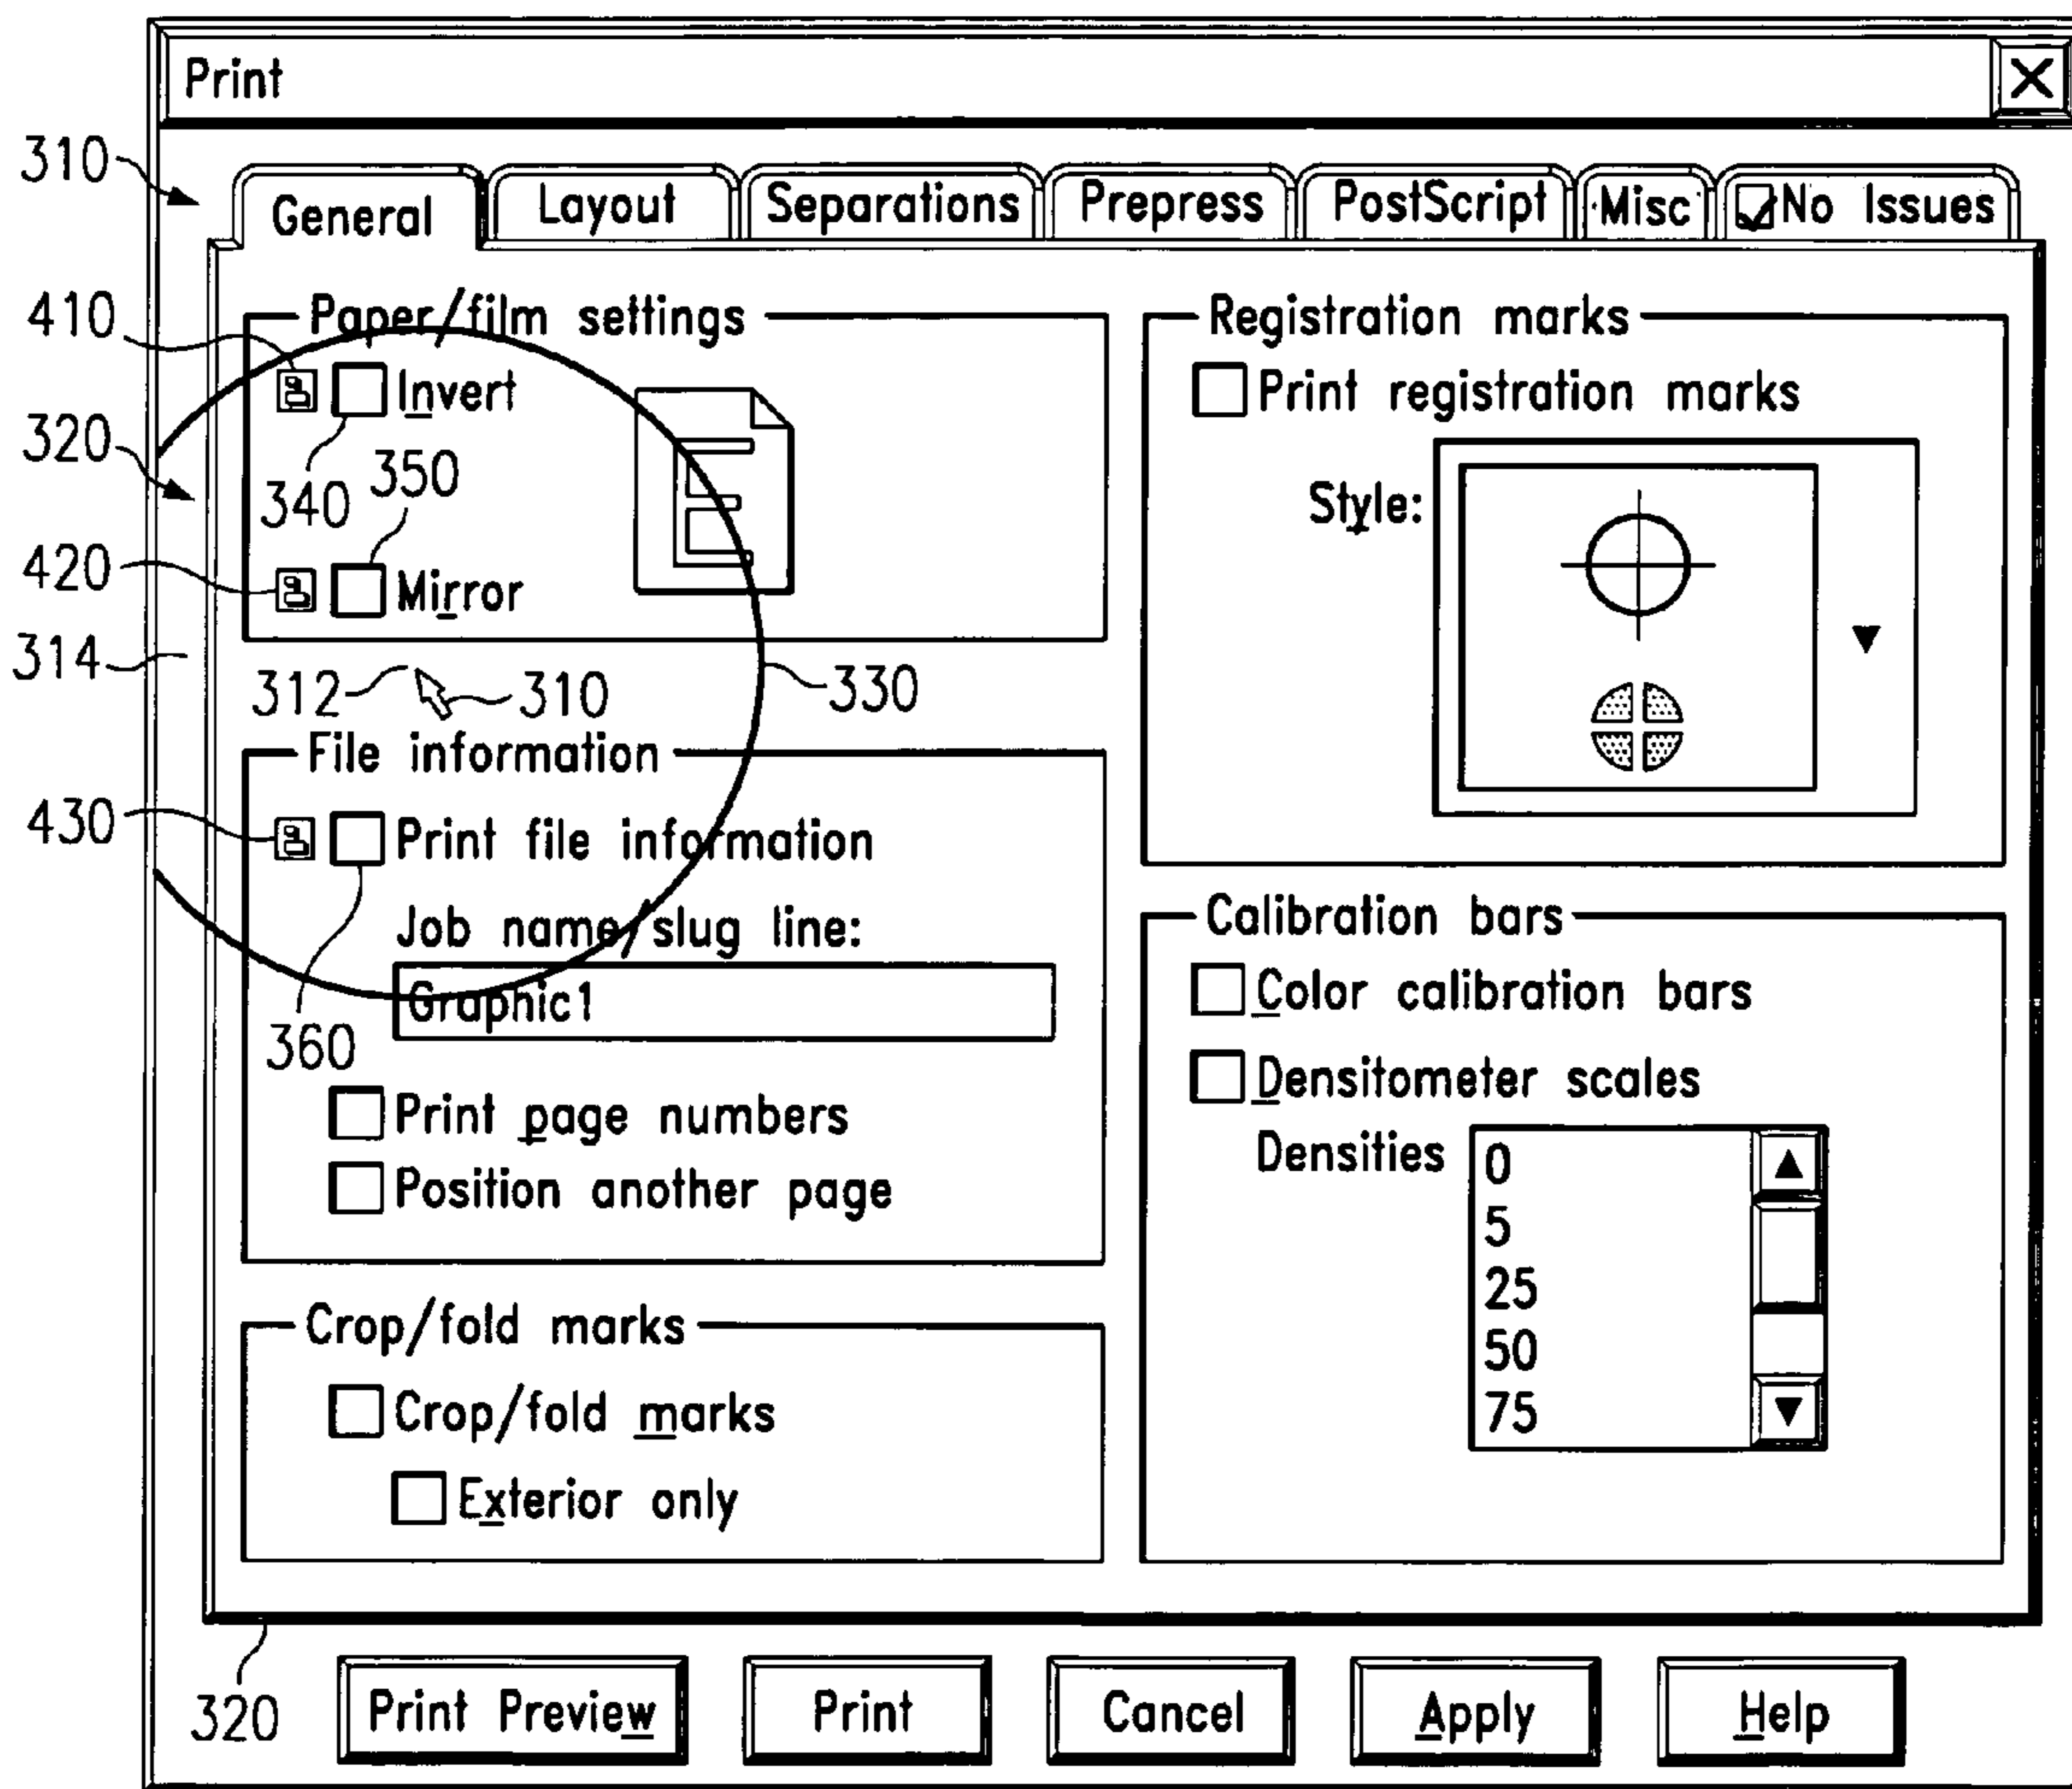 Print
310
General Layout Separations Prepress PostScript Misc No Issues
Paper/film settings
410
Invert
320
340
350
420
Mirror
314
312
310
330
File information
430
Print file information
Job name/slug line:
Graphic1
360
Print page numbers
Position another page
Crop/fold marks
Crop/fold marks
Exterior only
Registration marks
Print registration marks
Style:
Calibration bars
Color calibration bars
Densitometer scales
Densities
0
5
25
50
75
320
Print Preview Print Cancel Apply Help